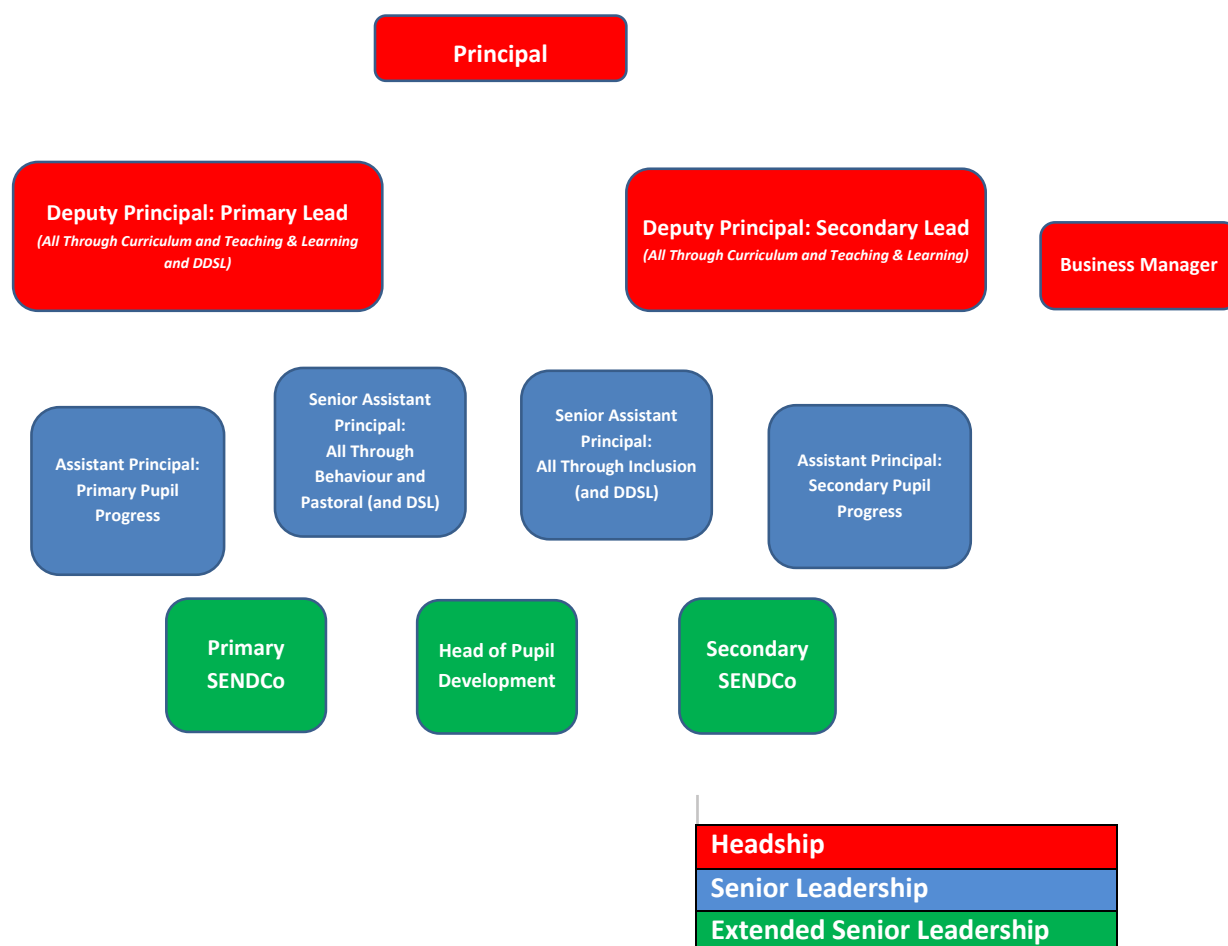 Principal
Deputy Principal: Primary Lead
(All Through Curriculum and Teaching & Learning
and DDSL)
Deputy Principal: Secondary Lead
(All Through Curriculum and Teaching & Learning)
Business Manager
Assistant Principal:
Primary Pupil
Progress
Senior Assistant
Principal:
All Through
Behaviour and
Pastoral (and DSL)
Senior Assistant
Principal:
All Through Inclusion
(and DDSL)
Assistant Principal:
Secondary Pupil
Progress
Primary
SENDCo
Head of Pupil
Development
Secondary
SENDCo
Headship
Senior Leadership
Extended Senior Leadership